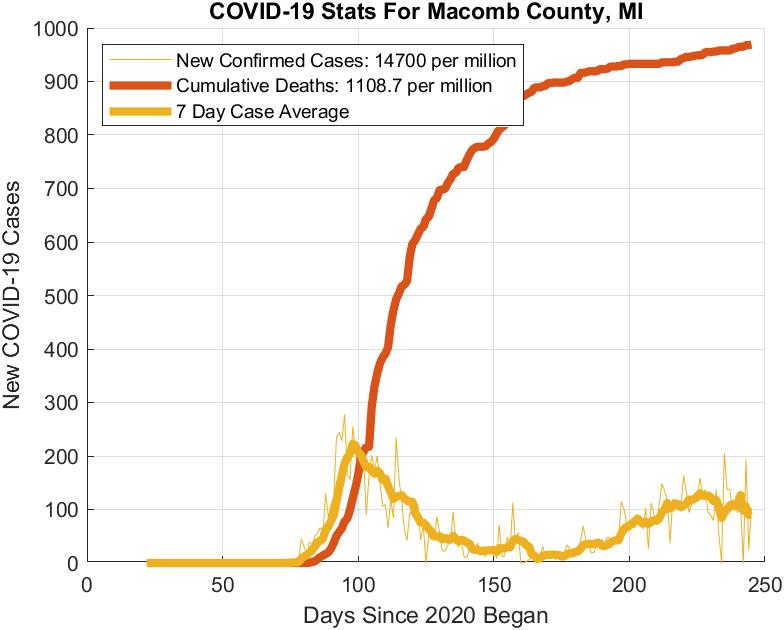 COVID-19 Stats For Macomb County, MI
1000
900
800
700
600
500
400
300
200
100
0
New Confirmed Cases: 14700 per million
Cumulative Deaths: 1108.7 per million
7 Day Case Average
New COVID-19 Cases
0 50 100 150 200 250
Days Since 2020 Began